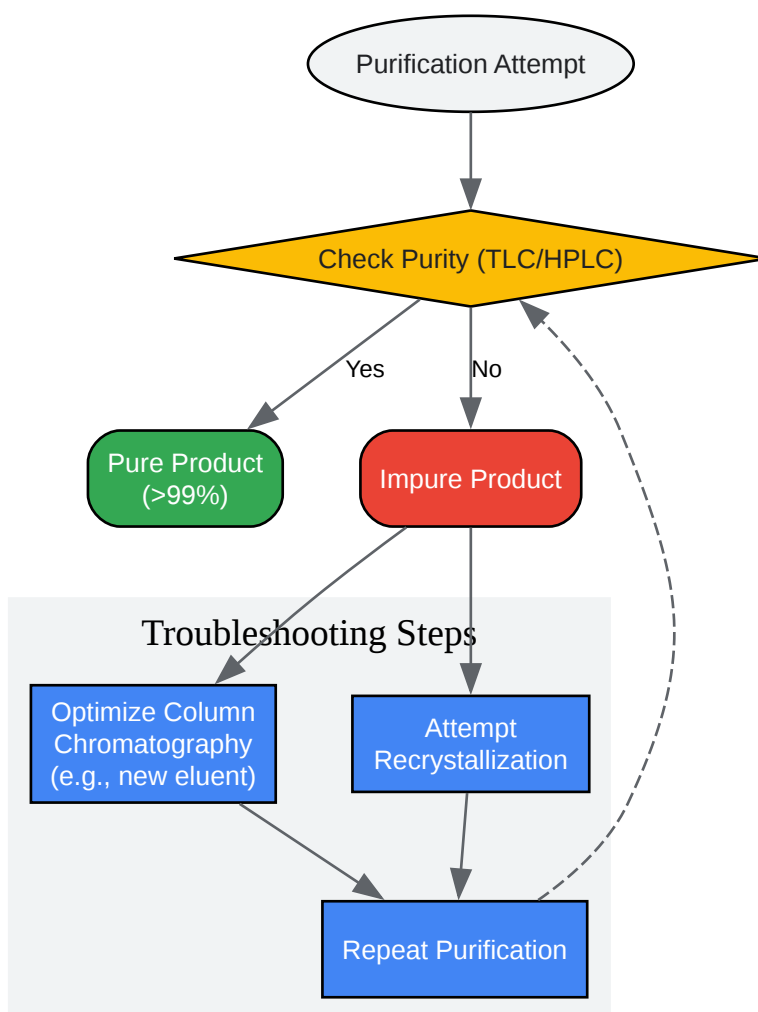 Purification Attempt
Check Purity (TLC/HPLC)
Yes
No
Pure Product
(>99%)
Impure Product
Troubleshooting Steps
Optimize Column
Chromatography
(e.g., new eluent)
Attempt
Recrystallization
Repeat Purification